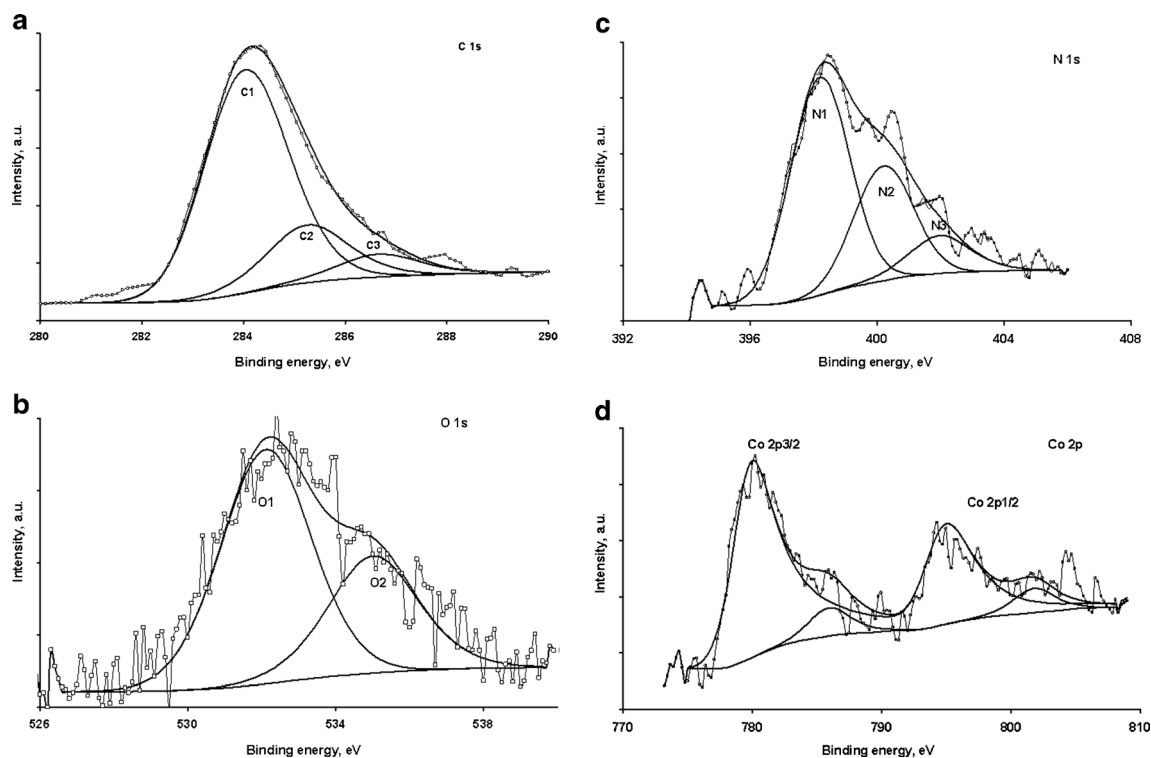 a
C 1s
Intensity, a.u.
C1
C2
C3
280
282
284
286
288
290
Binding energy, eV
b
O 1s
Intensity, a.u.
O1
O2
526
530
534
538
Binding energy, eV
c
N 1s
Intensity, a.u.
N1
N2
N3
392
396
400
404
408
Binding energy, eV
d
Co 2p3/2
Co 2p
Co 2p1/2
Intensity, a.u.
770
780
790
800
810
Binding energy, eV